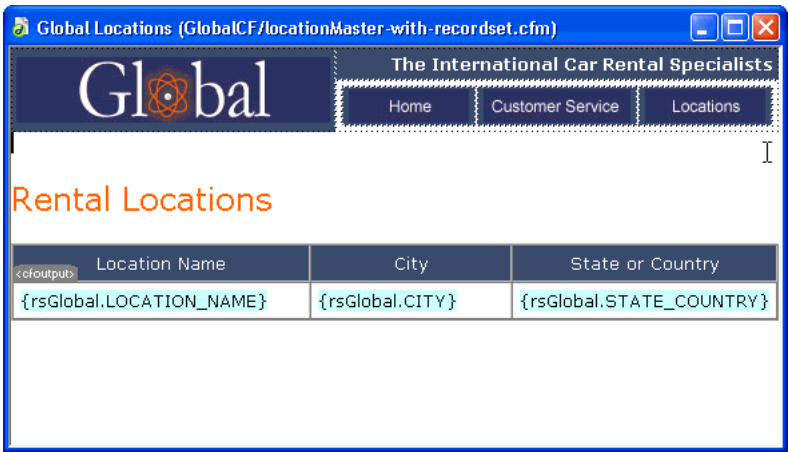 Global Locations (GlobalCF/locationMaster-with-recordset.cfm)
Global
The International Car Rental Specialists
Home Customer Service Locations
Rental Locations
Location Name City State or Country
<cfoutput>
{rsGlobal.LOCATION_NAME} {rsGlobal.CITY} {rsGlobal.STATE_COUNTRY}